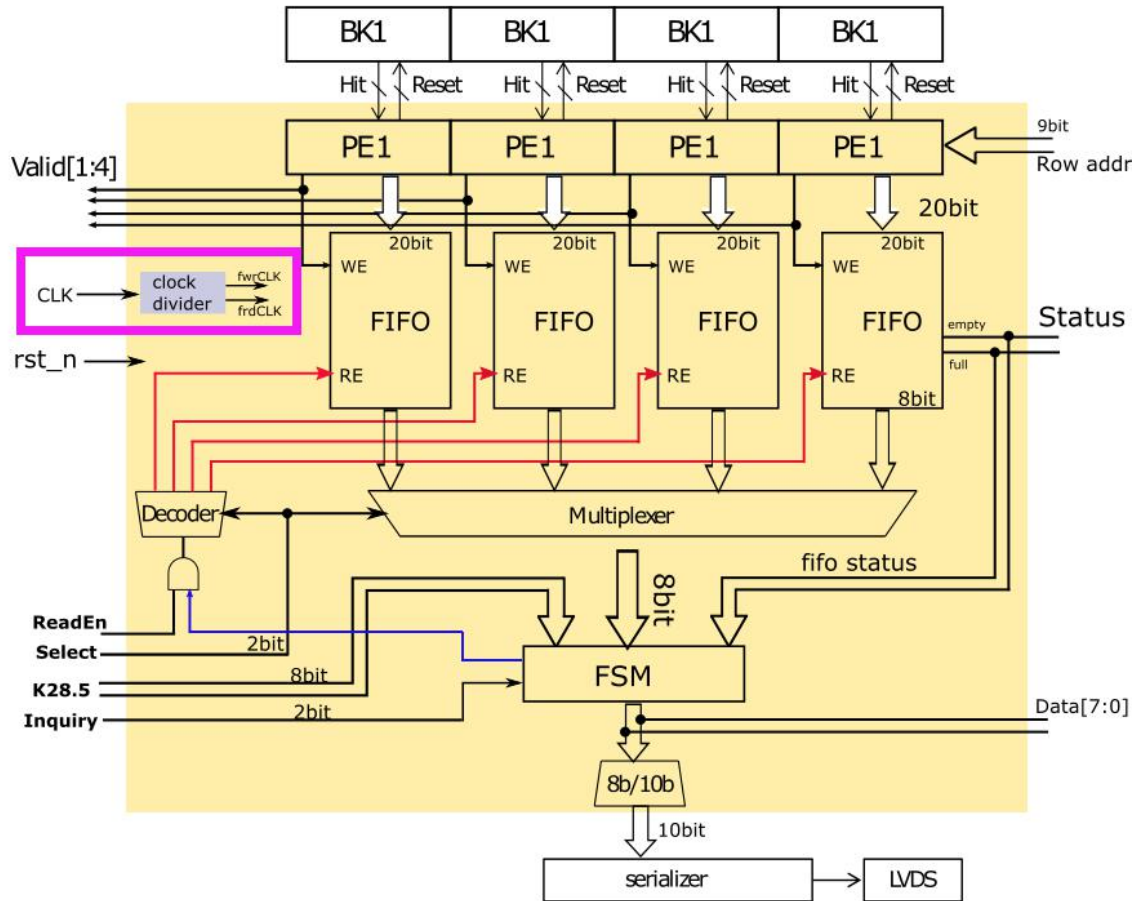 BK1 BK1 BK1 BK1
Hit Reset Hit Reset Hit Reset Hit Reset
9bit
PE1 PE1 PE1 PE1
Row addr
Valid[1:4]
20bit
20bit 20bit 20bit 20bit
WE WE WE WE
CLK clock divider fwrCLK frdCLK
FIFO FIFO FIFO FIFO
empty
Status
full
rst_n
RE RE RE RE
8bit
Decoder
Multiplexer
fifo status
8bit
ReadEn
Select 2bit
8bit
K28.5
FSM
Inquiry 2bit
Data[7:0]
8b/10b
10bit
serializer LVDS